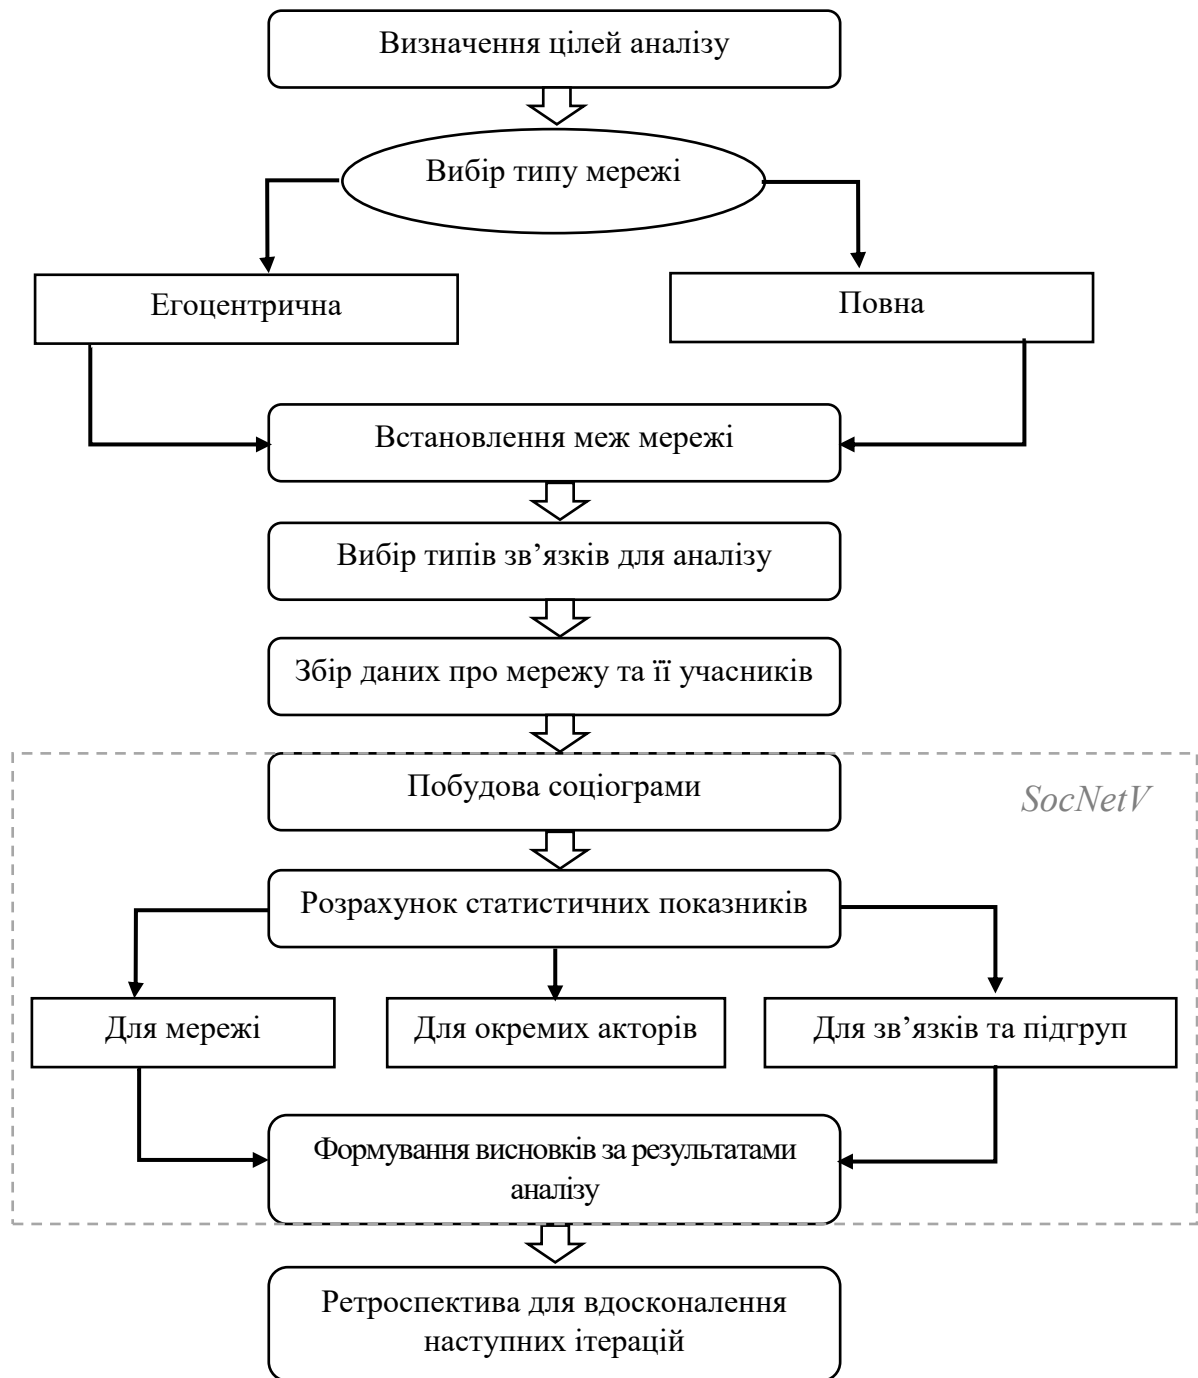 Визначення цілей аналізу
Вибір типу мережі
Егоцентрична
Повна
Встановлення меж мережі
Вибір типів зв’язків для аналізу
Збір даних про мережу та її учасників
Побудова соціограми
SocNetV
Розрахунок статистичних показників
Для мережі
Для окремих акторів
Для зв’язків та підгруп
Формування висновків за результатами
аналізу
Ретроспектива для вдосконалення
наступних ітерацій